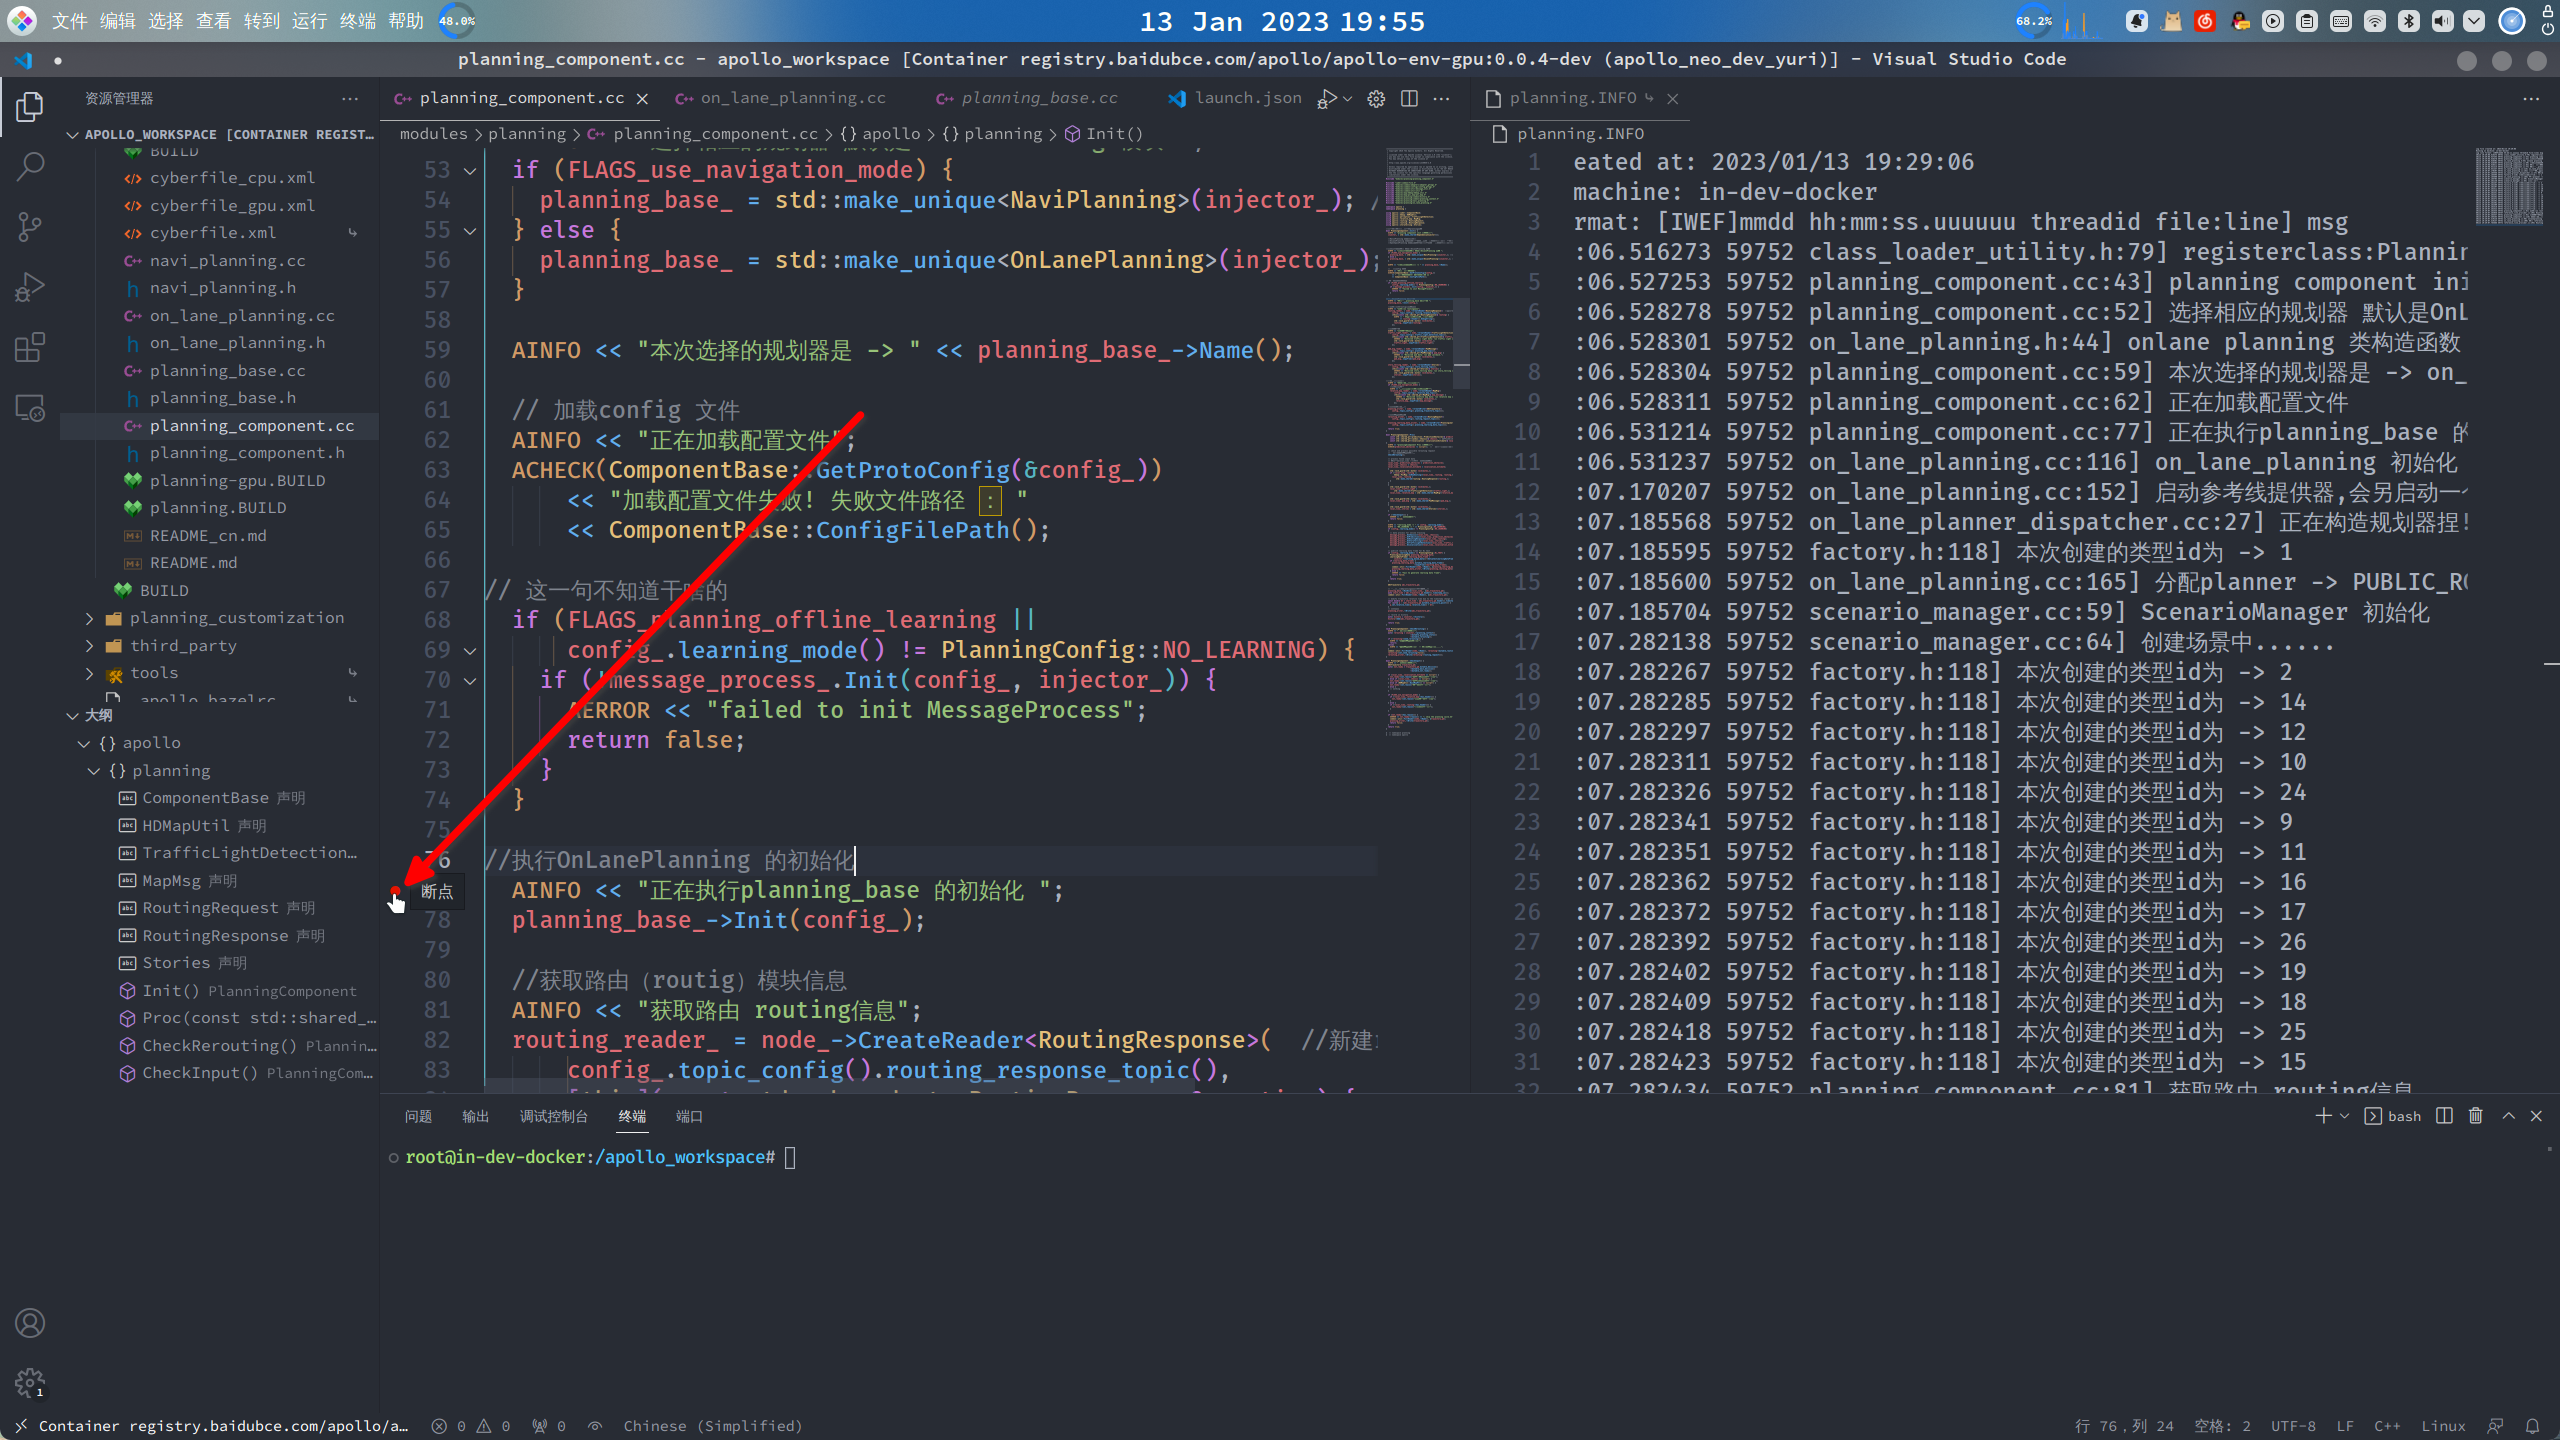 文件 编辑 选择 查看 转到 运行 终端 帮助 48.0%
13 Jan 2023 19:55
68.2%
planning_component.cc - apollo_workspace [Container registry.baidubce.com/apollo/apollo-env-gpu:0.0.4-dev (apollo_neo_dev_yuri)] - Visual Studio Code
资源管理器
APOLLO_WORKSPACE [CONTAINER REGIST...
BUILD
cyberfile_cpu.xml
cyberfile_gpu.xml
cyberfile.xml
navi_planning.cc
navi_planning.h
on_lane_planning.cc
on_lane_planning.h
planning_base.cc
planning_base.h
planning_component.cc
planning_component.h
planning-gpu.BUILD
planning.BUILD
README_cn.md
README.md
BUILD
planning_customization
third_party
tools
apollo_bazelrc
大纲
{} apollo
{} planning
ComponentBase 声明
HDMapUtil 声明
TrafficLightDetection...
MapMsg 声明
RoutingRequest 声明
RoutingResponse 声明
Stories 声明
Init() PlanningComponent
Proc(const std::shared_...
CheckRerouting() Plannin...
CheckInput() PlanningCom...
planning_component.cc on_lane_planning.cc planning_base.cc launch.json
modules > planning > planning_component.cc > {} apollo > {} planning > Init()
53 if (FLAGS_use_navigation_mode) {
54 planning_base_ = std::make_unique<NaviPlanning>(injector_); /
55 } else {
56 planning_base_ = std::make_unique<OnLanePlanning>(injector_);
57 }
58
59 AINFO << "本次选择的规划器是 -> " << planning_base_->Name();
60
61 // 加载config 文件
62 AINFO << "正在加载配置文件";
63 ACHECK(ComponentBase::GetProtoConfig(&config_))
64 << "加载配置文件失败! 失败文件路径 : "
65 << ComponentBase::ConfigFilePath();
66
67 // 这一句不知道干啥的
68 if (FLAGS_planning_offline_learning ||
69 config_.learning_mode() != PlanningConfig::NO_LEARNING) {
70 if (!message_process_.Init(config_, injector_)) {
71 AERROR << "failed to init MessageProcess";
72 return false;
73 }
74 }
75
76 //执行OnLanePlanning 的初始化
断点 AINFO << "正在执行planning_base 的初始化 ";
78 planning_base_->Init(config_);
79
80 //获取路由（routig）模块信息
81 AINFO << "获取路由 routing信息";
82 routing_reader_ = node_->CreateReader<RoutingResponse>( //新建
83 config_.topic_config().routing_response_topic(),
planning.INFO
planning.INFO
1 eated at: 2023/01/13 19:29:06
2 machine: in-dev-docker
3 rmat: [IWEF]mmdd hh:mm:ss.uuuuuu threadid file:line] msg
4 :06.516273 59752 class_loader_utility.h:79] registerclass:Plannin
5 :06.527253 59752 planning_component.cc:43] planning component ini
6 :06.528278 59752 planning_component.cc:52] 选择相应的规划器 默认是OnL
7 :06.528301 59752 on_lane_planning.h:44] onlane planning 类构造函数
8 :06.528304 59752 planning_component.cc:59] 本次选择的规划器是 -> on_
9 :06.528311 59752 planning_component.cc:62] 正在加载配置文件
10 :06.531214 59752 planning_component.cc:77] 正在执行planning_base 的
11 :06.531237 59752 on_lane_planning.cc:116] on_lane_planning 初始化
12 :07.170207 59752 on_lane_planning.cc:152] 启动参考线提供器,会另启动一个
13 :07.185568 59752 on_lane_planner_dispatcher.cc:27] 正在构造规划器捏!
14 :07.185595 59752 factory.h:118] 本次创建的类型id为 -> 1
15 :07.185600 59752 on_lane_planning.cc:165] 分配planner -> PUBLIC_RO
16 :07.185704 59752 scenario_manager.cc:59] ScenarioManager 初始化
17 :07.282138 59752 scenario_manager.cc:64] 创建场景中......
18 :07.282267 59752 factory.h:118] 本次创建的类型id为 -> 2
19 :07.282285 59752 factory.h:118] 本次创建的类型id为 -> 14
20 :07.282297 59752 factory.h:118] 本次创建的类型id为 -> 12
21 :07.282311 59752 factory.h:118] 本次创建的类型id为 -> 10
22 :07.282326 59752 factory.h:118] 本次创建的类型id为 -> 24
23 :07.282341 59752 factory.h:118] 本次创建的类型id为 -> 9
24 :07.282351 59752 factory.h:118] 本次创建的类型id为 -> 11
25 :07.282362 59752 factory.h:118] 本次创建的类型id为 -> 16
26 :07.282372 59752 factory.h:118] 本次创建的类型id为 -> 17
27 :07.282392 59752 factory.h:118] 本次创建的类型id为 -> 26
28 :07.282402 59752 factory.h:118] 本次创建的类型id为 -> 19
29 :07.282409 59752 factory.h:118] 本次创建的类型id为 -> 18
30 :07.282418 59752 factory.h:118] 本次创建的类型id为 -> 25
31 :07.282423 59752 factory.h:118] 本次创建的类型id为 -> 15
32 :07.282434 59752 planning_component.cc:81] 获取路由 routing信息
问题 输出 调试控制台 终端 端口
bash
root@in-dev-docker:/apollo_workspace#
1
Container registry.baidubce.com/apollo/a... 0 0 0 Chinese (Simplified)
行 76，列 24 空格: 2 UTF-8 LF C++ Linux